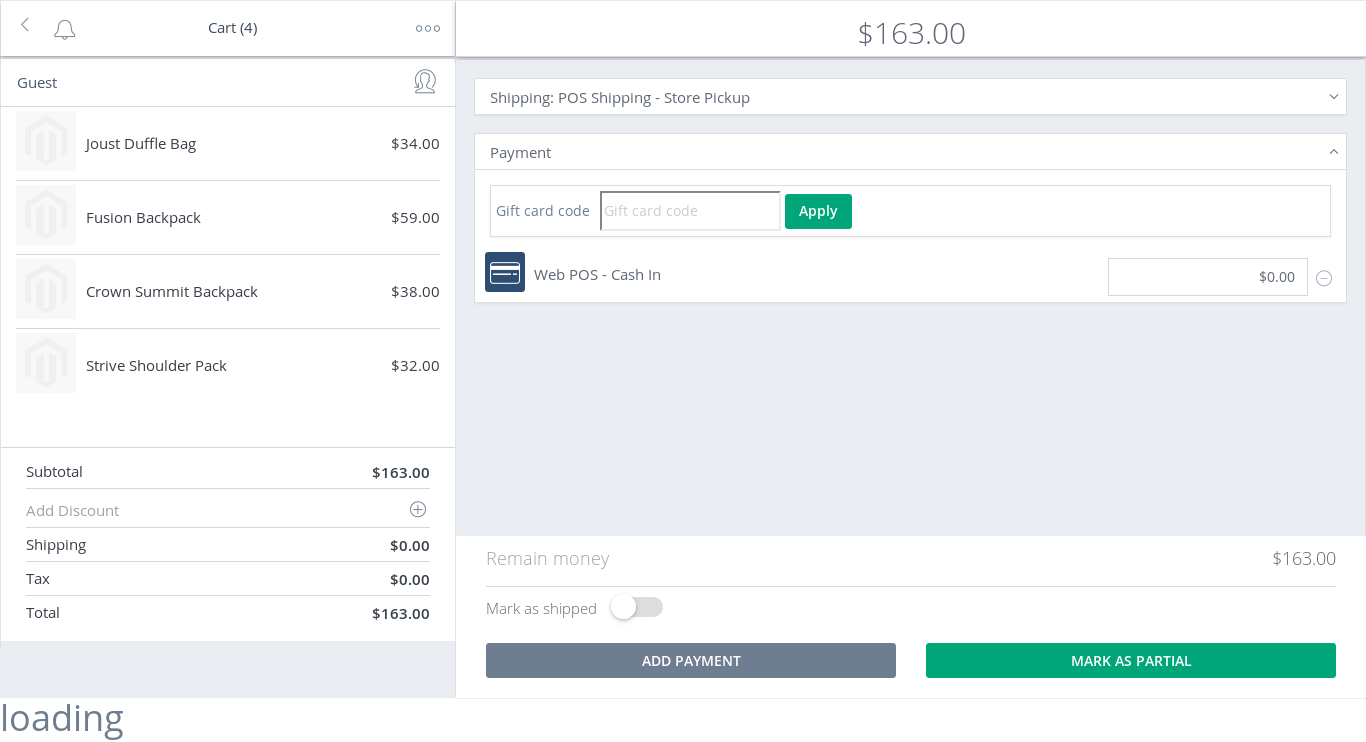 Cart (4)
$163.00
Guest
Joust Duffle Bag $34.00
Fusion Backpack $59.00
Crown Summit Backpack $38.00
Strive Shoulder Pack $32.00
Subtotal $163.00
Add Discount
Shipping $0.00
Tax $0.00
Total $163.00
Shipping: POS Shipping - Store Pickup
Payment
Gift card code Gift card code Apply
Web POS - Cash In $0.00
Remain money $163.00
Mark as shipped
ADD PAYMENT MARK AS PARTIAL
loading